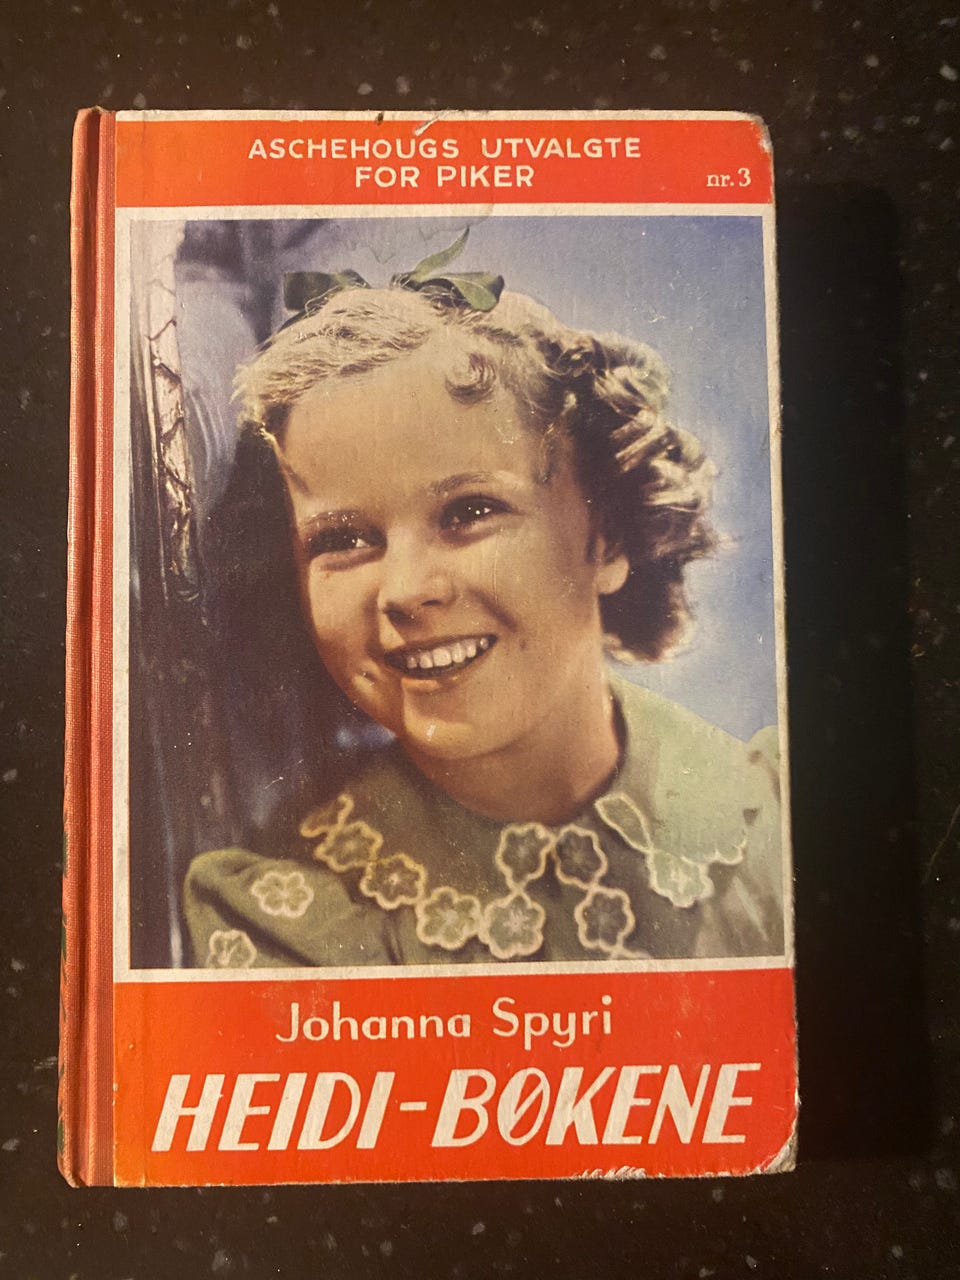 ASCHEHOUGS UTVALGTE
FOR PIKER
nr. 3
Johanna Spyri
HEIDI-BØKENE